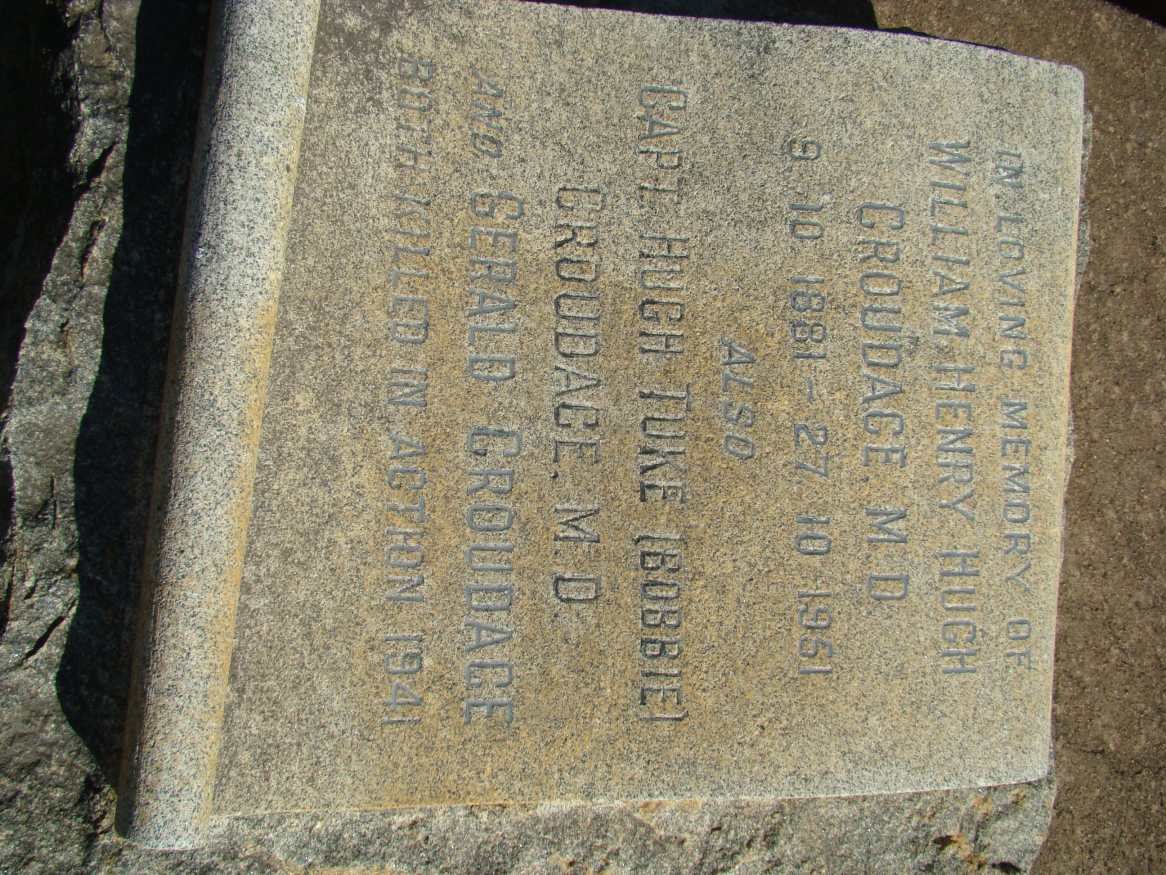 IN LOVING MEMORY OF
WILLIAM HENRY HUGH
CROUDACE. M.D
9. 10 1881 - 27. 10 1961
ALSO
CAPT. HUGH TUKE (BOBBIE)
CROUDACE. M.D.
AND GERALD CROUDACE
BOTH KILLED IN ACTION 1941